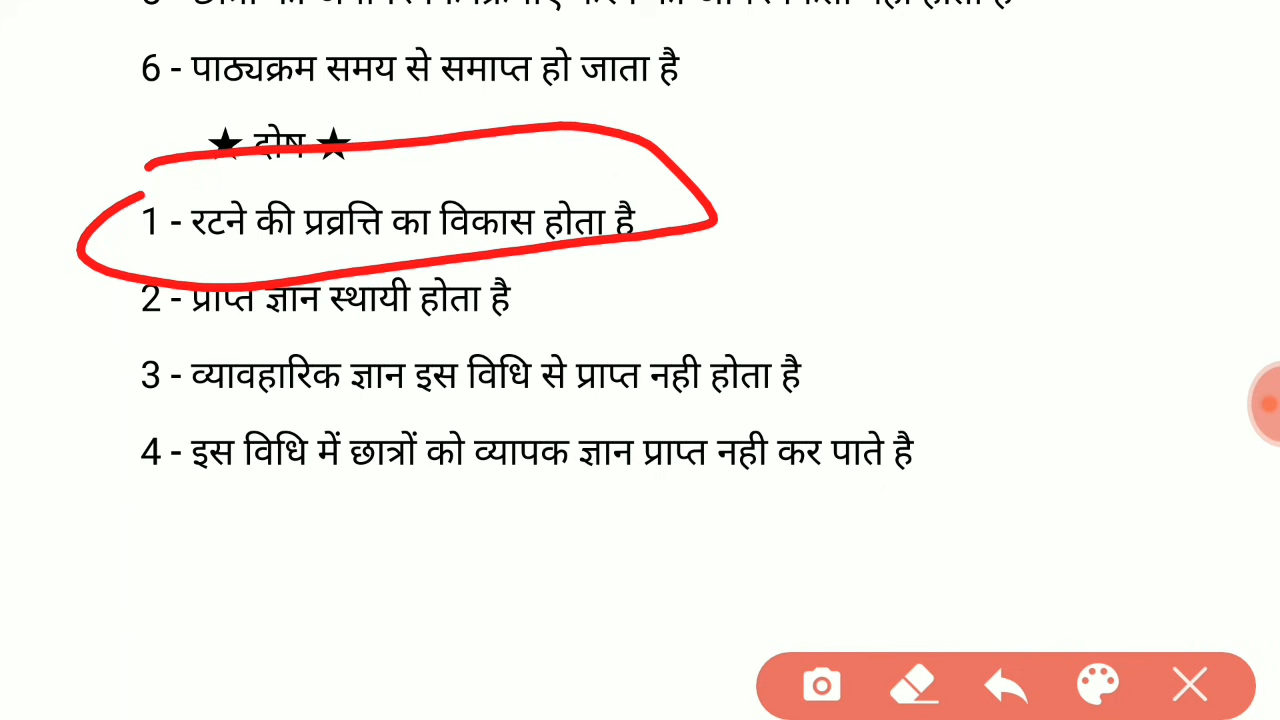 6 - पाठ्यक्रम समय से समाप्त हो जाता है
★ दोष ★
1 - रटने की प्रव्रत्ति का विकास होता है
2 - प्राप्त ज्ञान स्थायी होता है
3 - व्यावहारिक ज्ञान इस विधि से प्राप्त नही होता है
4 - इस विधि में छात्रों को व्यापक ज्ञान प्राप्त नही कर पाते है